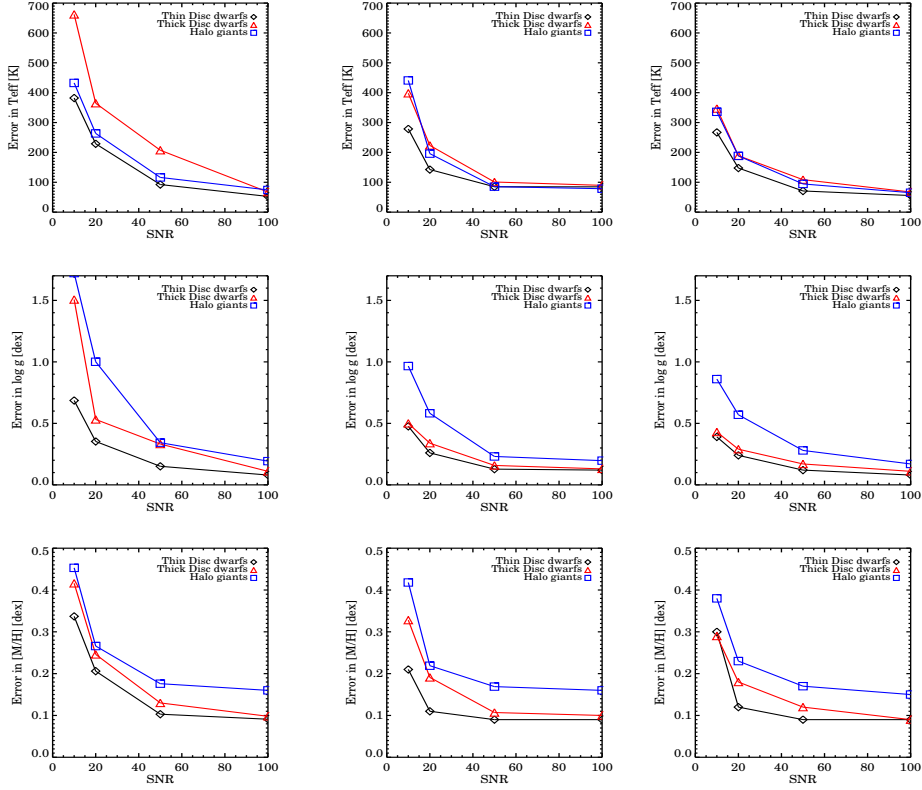 Thin Disc dwarfs
Thick Disc dwarfs
Halo giants
Error in Teff [K]
700
600
500
400
300
200
100
0
0 20 40 60 80 100
SNR
Thin Disc dwarfs
Thick Disc dwarfs
Halo giants
Error in Teff [K]
700
600
500
400
300
200
100
0
0 20 40 60 80 100
SNR
Thin Disc dwarfs
Thick Disc dwarfs
Halo giants
Error in Teff [K]
700
600
500
400
300
200
100
0
0 20 40 60 80 100
SNR
Thin Disc dwarfs
Thick Disc dwarfs
Halo giants
Error in log g [dex]
1.5
1.0
0.5
0.0
0 20 40 60 80 100
SNR
Thin Disc dwarfs
Thick Disc dwarfs
Halo giants
Error in log g [dex]
1.5
1.0
0.5
0.0
0 20 40 60 80 100
SNR
Thin Disc dwarfs
Thick Disc dwarfs
Halo giants
Error in log g [dex]
1.5
1.0
0.5
0.0
0 20 40 60 80 100
SNR
Thin Disc dwarfs
Thick Disc dwarfs
Halo giants
Error in [M/H] [dex]
0.5
0.4
0.3
0.2
0.1
0.0
0 20 40 60 80 100
SNR
Thin Disc dwarfs
Thick Disc dwarfs
Halo giants
Error in [M/H] [dex]
0.5
0.4
0.3
0.2
0.1
0.0
0 20 40 60 80 100
SNR
Thin Disc dwarfs
Thick Disc dwarfs
Halo giants
Error in [M/H] [dex]
0.5
0.4
0.3
0.2
0.1
0.0
0 20 40 60 80 100
SNR